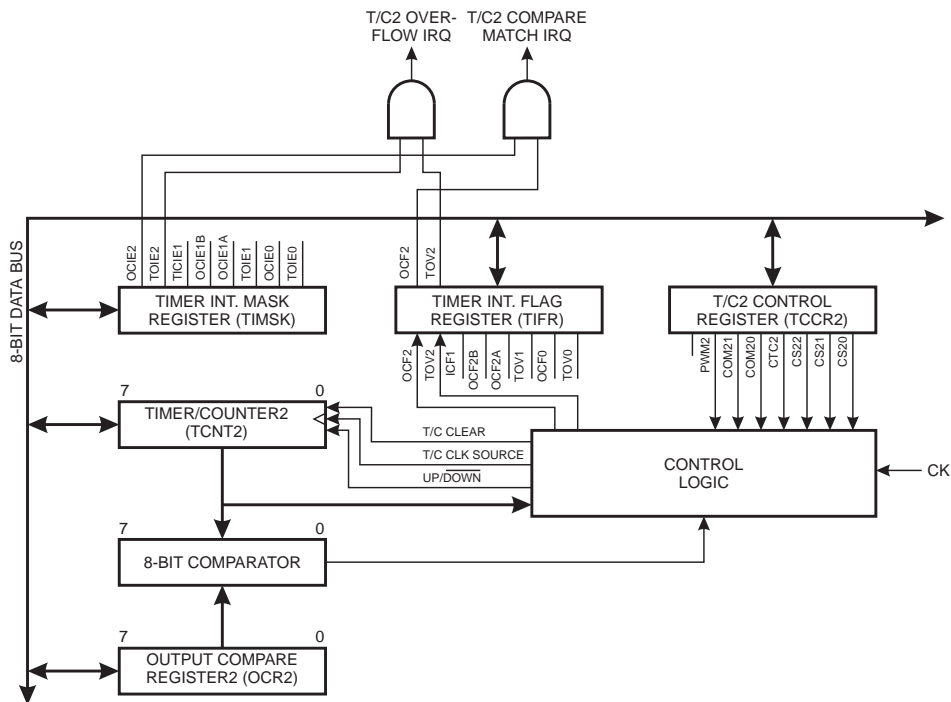 T/C2 OVER-
FLOW IRQ
T/C2 COMPARE
MATCH IRQ
8-BIT DATA BUS
OCIE2
TOIE2
TICIE1
OCIE1B
OCIE1A
TOIE1
OCIE0
TOIE0
OCF2
TOV2
TIMER INT. MASK
REGISTER (TIMSK)
TIMER INT. FLAG
REGISTER (TIFR)
T/C2 CONTROL
REGISTER (TCCR2)
OCF2
TOV2
ICF1
OCF2B
OCF2A
TOV1
OCF0
TOV0
PWM2
COM21
COM20
CTC2
CS22
CS21
CS20
7 0
TIMER/COUNTER2
(TCNT2)
T/C CLEAR
T/C CLK SOURCE
UP/DOWN
CONTROL
LOGIC
CK
7 0
8-BIT COMPARATOR
7 0
OUTPUT COMPARE
REGISTER2 (OCR2)